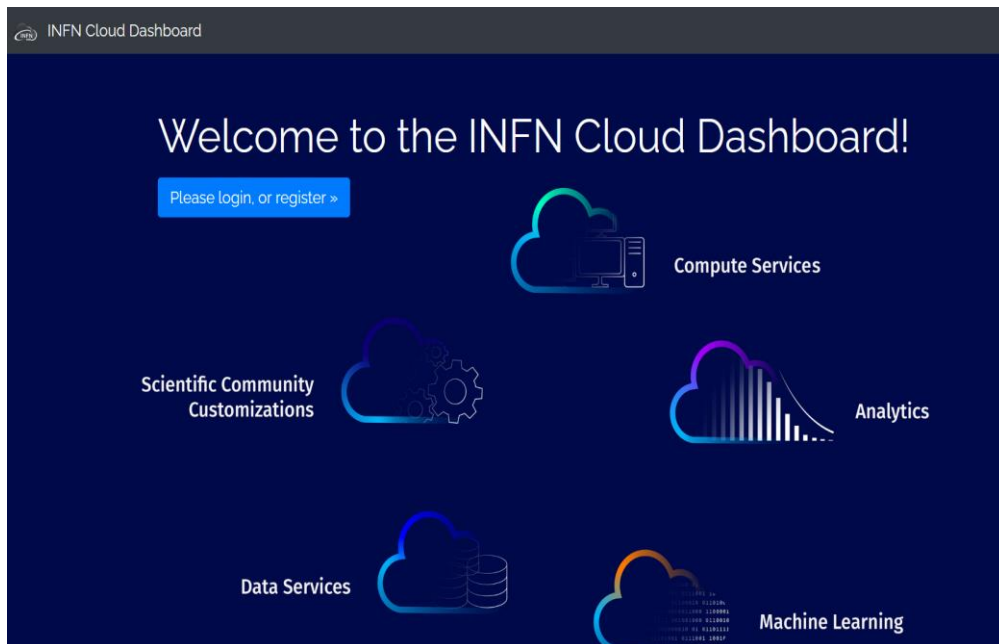 INFN
INFN Cloud Dashboard
Welcome to the INFN Cloud Dashboard!
Please login, or register »
Compute Services
Scientific Community
Customizations
Analytics
Data Services
Machine Learning